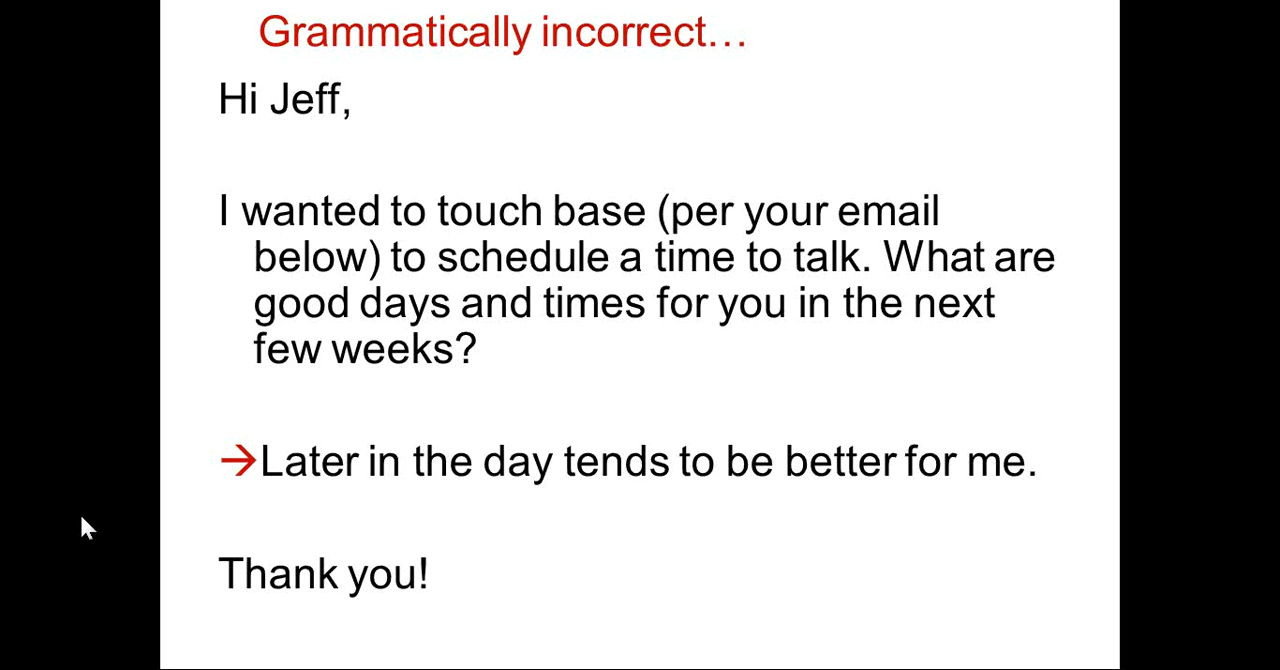 Grammatically incorrect…
Hi Jeff,
I wanted to touch base (per your email
below) to schedule a time to talk. What are
good days and times for you in the next
few weeks?
→Later in the day tends to be better for me.
Thank you!